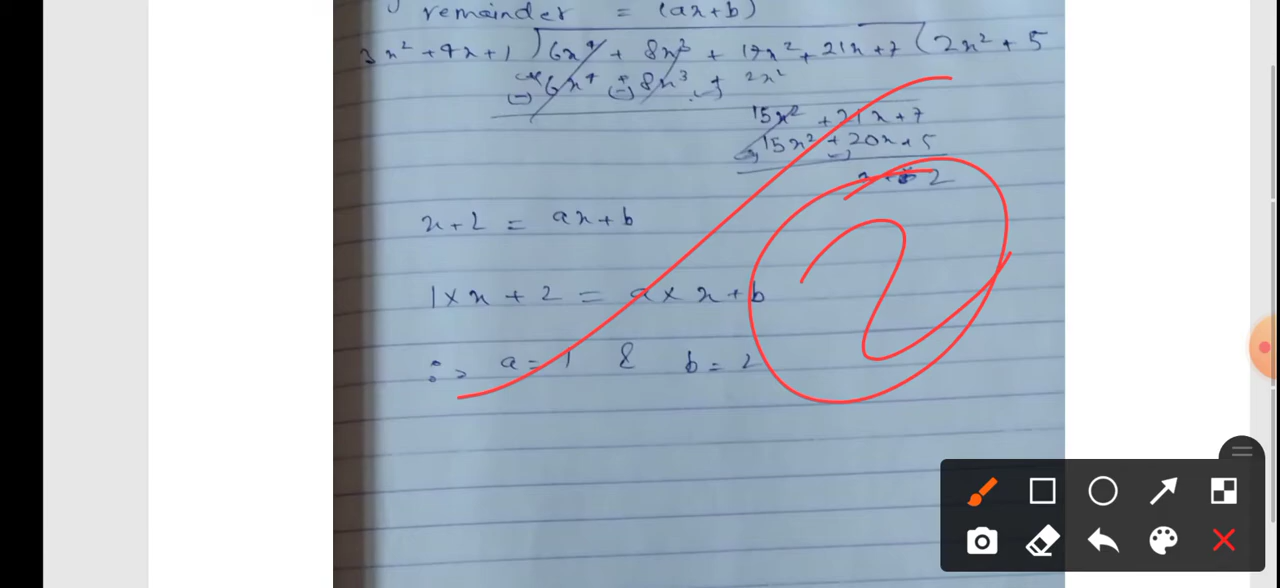 remainder = (ax+b)
3x² + 4x + 1 ) 6x⁴ + 8x³ + 17x² + 21x + 7 ( 2x² + 5
(-) 6x⁴ (-) 8x³ + 2x²
15x² + 21x + 7
15x² + 20x + 5
x + 2
x + 2 = ax + b
1 × x + 2 = a × x + b
∴ a = 1 & b = 2
2